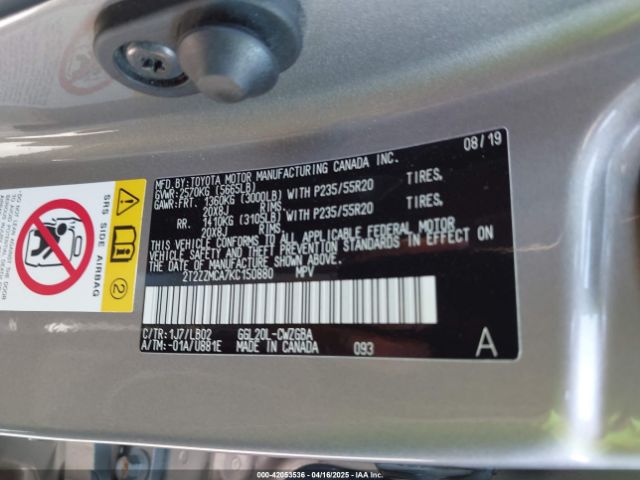 08/19
MFD.BY:TOYOTA MOTOR MANUFACTURING CANADA INC.
GVWR:2570KG (5665LB)
GAWR:FRT. 1360KG (3000LB) WITH P235/55R20 TIRES.
20X8J RIMS
RR. 1410KG (3105LB) WITH P235/55R20 TIRES.
20X8J RIMS.
THIS VEHICLE CONFORMS TO ALL APPLICABLE FEDERAL MOTOR
VEHICLE SAFETY AND THEFT PREVENTION STANDARDS IN EFFECT
ON THE DATE OF MANUFACTURE SHOWN ABOVE.
2T2ZZMCA7KC150880 MPV
C/TR:1J7/LB02 GGL20L-CWZGBA
A/TM:-01A/U881E MADE IN CANADA 093 A
SRS SIDE AIRBAG
2
000-42053536 - 04/16/2025 - IAA Inc.